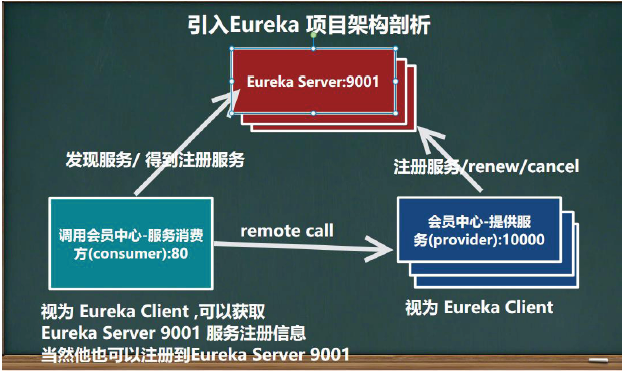 引入Eureka 项目架构剖析
Eureka Server:9001
发现服务/ 得到注册服务
注册服务/renew/cancel
调用会员中心-服务消费
方(consumer):80
remote call
会员中心-提供服
务(provider):10000
视为 Eureka Client ,可以获取
Eureka Server 9001 服务注册信息
当然他也可以注册到Eureka Server 9001
视为 Eureka Client